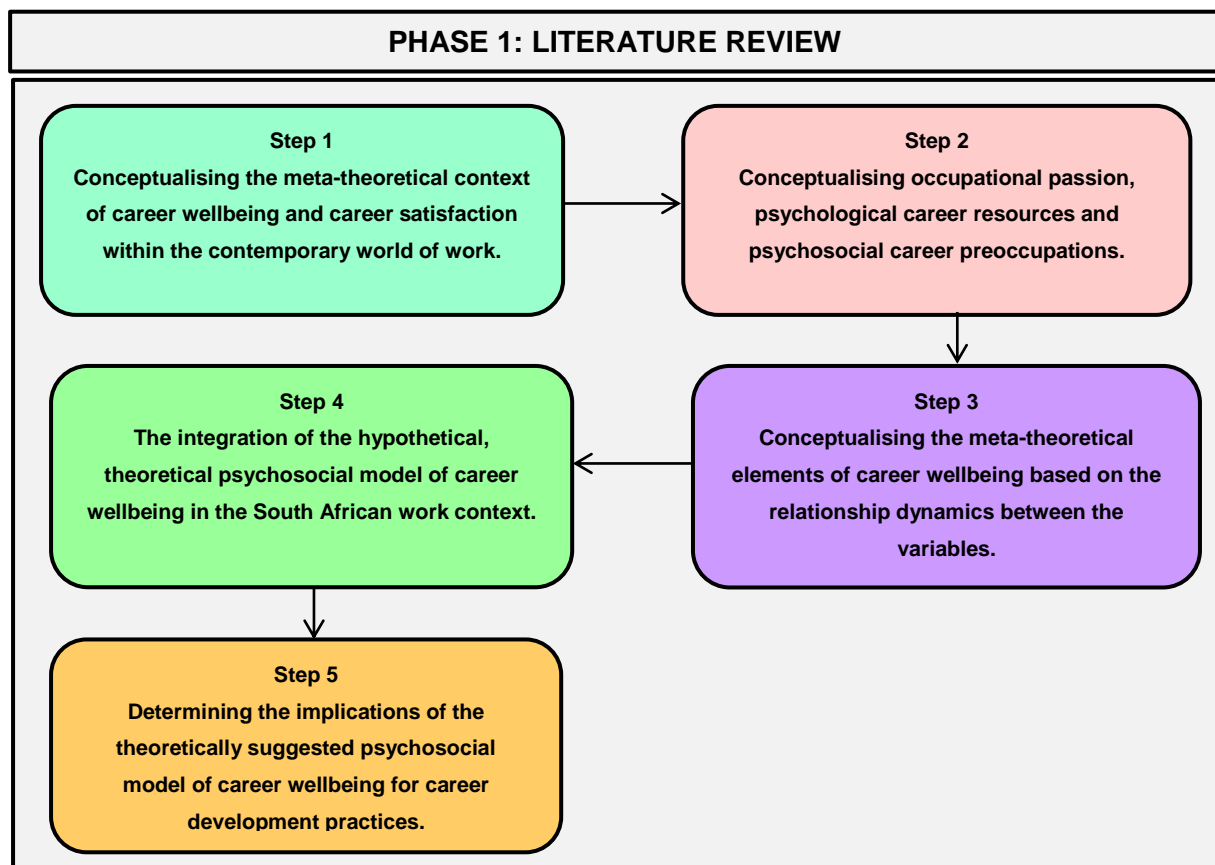 PHASE 1: LITERATURE REVIEW
Step 1
Conceptualising the meta-theoretical context
of career wellbeing and career satisfaction
within the contemporary world of work.
Step 2
Conceptualising occupational passion,
psychological career resources and
psychosocial career preoccupations.
Step 3
Conceptualising the meta-theoretical
elements of career wellbeing based on the
relationship dynamics between the
variables.
Step 4
The integration of the hypothetical,
theoretical psychosocial model of career
wellbeing in the South African work context.
Step 5
Determining the implications of the
theoretically suggested psychosocial
model of career wellbeing for career
development practices.